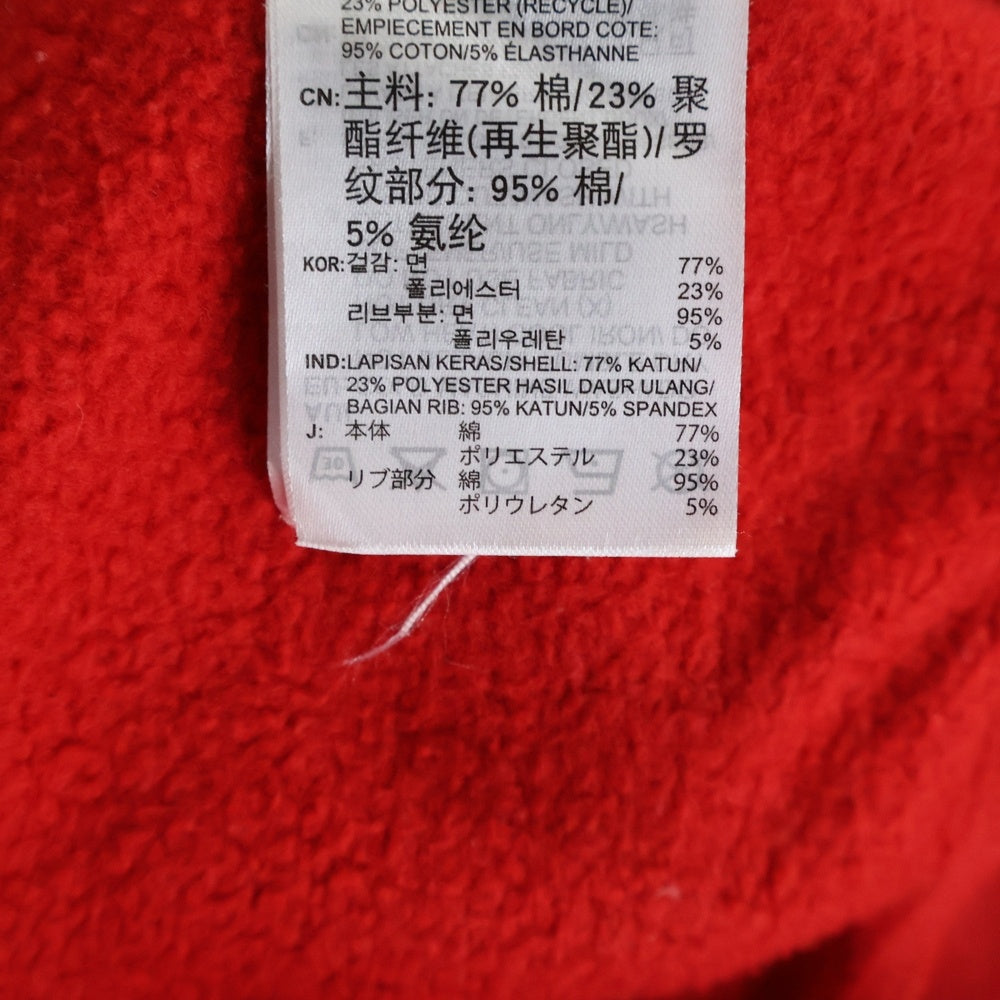 23% POLYESTER (RECYCLÉ)/
EMPIECEMENT EN BORD COTE:
95% COTON/5% ÉLASTHANNE
CN: 主料: 77% 棉/23% 聚
酯纤维(再生聚酯)/罗
纹部分: 95% 棉/
5% 氨纶
KOR: 겉감: 면 77%
폴리에스터 23%
리브부분: 면 95%
폴리우레탄 5%
IND: LAPISAN KERAS/SHELL: 77% KATUN/
23% POLYESTER HASIL DAUR ULANG/
BAGIAN RIB: 95% KATUN/5% SPANDEX
J: 本体 綿 77%
ポリエステル 23%
リブ部分 綿 95%
ポリウレタン 5%